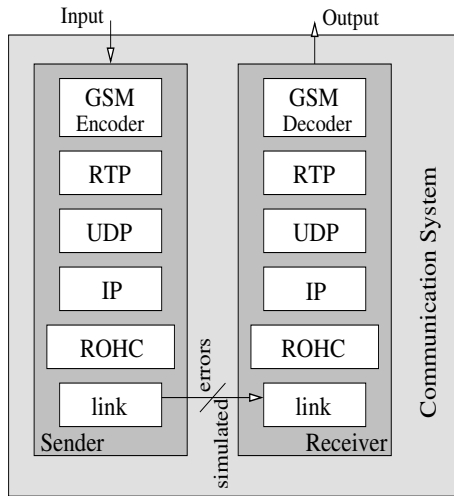 Input
Output
GSM
Encoder
RTP
UDP
IP
ROHC
link
Sender
GSM
Decoder
RTP
UDP
IP
ROHC
link
Receiver
simulated
errors
Communication System